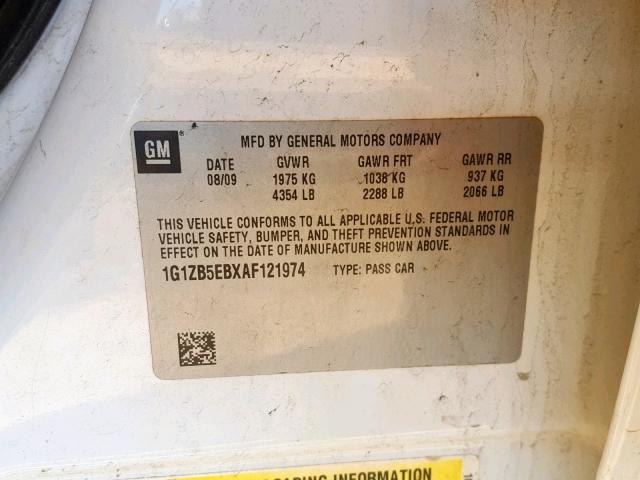 GM
MFD BY GENERAL MOTORS COMPANY
DATE GVWR GAWR FRT GAWR RR
08/09 1975 KG 1038 KG 937 KG
4354 LB 2288 LB 2066 LB
THIS VEHICLE CONFORMS TO ALL APPLICABLE U.S. FEDERAL MOTOR
VEHICLE SAFETY, BUMPER, AND THEFT PREVENTION STANDARDS IN
EFFECT ON THE DATE OF MANUFACTURE SHOWN ABOVE.
1G1ZB5EBXAF121974 TYPE: PASS CAR
INFORMATION